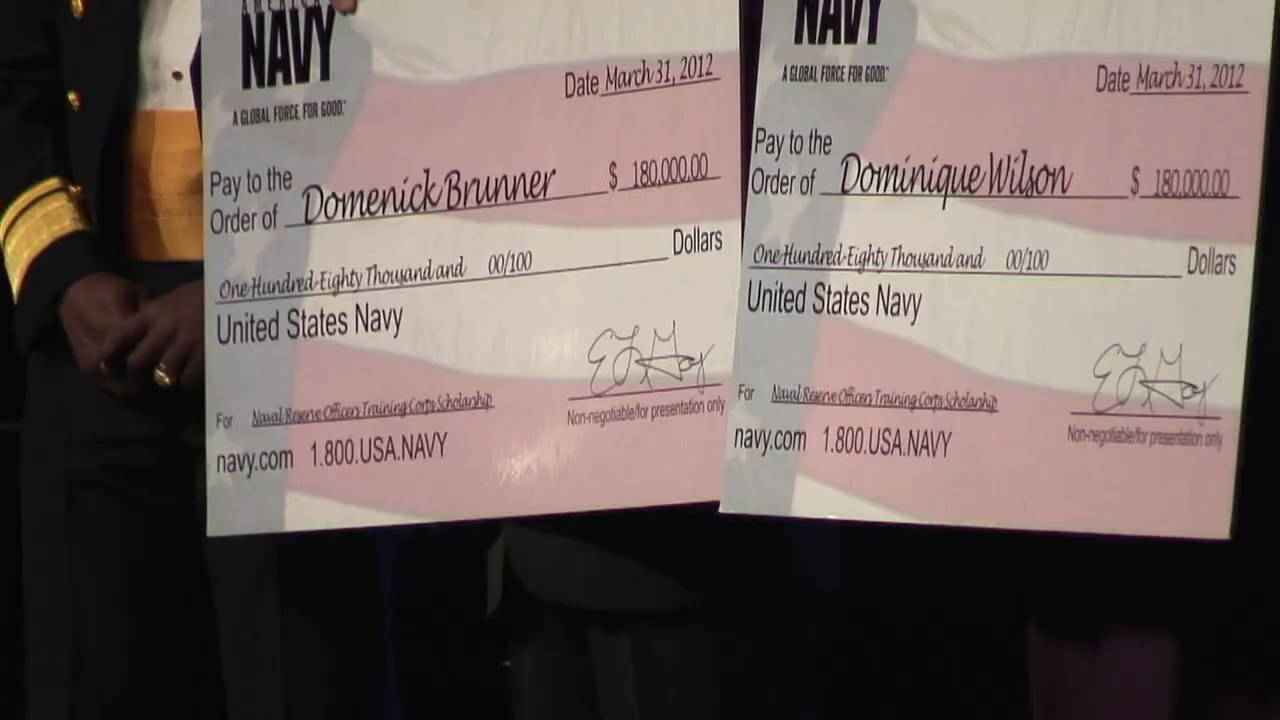 AMERICA'S
NAVY
A GLOBAL FORCE FOR GOOD.™
Date March 31, 2012
Pay to the
Order of Domenick Brunner $ 180,000.00
One Hundred-Eighty Thousand and 00/100 Dollars
United States Navy
For Naval Reserve Officers Training Corps Scholarship
Non-negotiable/for presentation only
navy.com 1.800.USA.NAVY
NAVY
A GLOBAL FORCE FOR GOOD.™
Date March 31, 2012
Pay to the
Order of Dominique Wilson $ 180,000.00
One Hundred-Eighty Thousand and 00/100 Dollars
United States Navy
For Naval Reserve Officers Training Corps Scholarship
Non-negotiable/for presentation only
navy.com 1.800.USA.NAVY